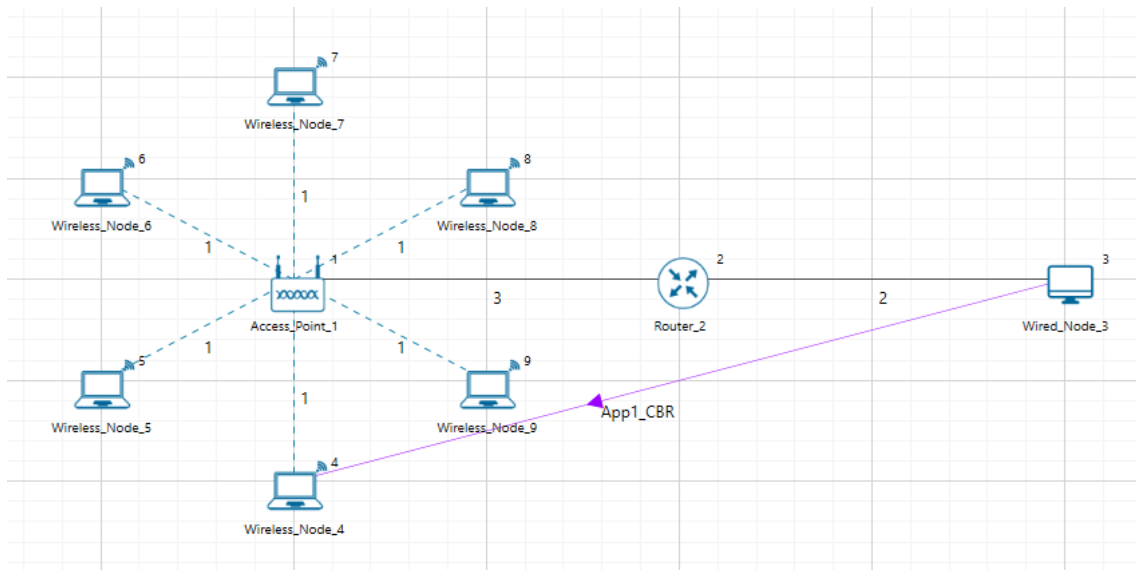 7
Wireless_Node_7
6
Wireless_Node_6
8
Wireless_Node_8
1
1
1
1
Access_Point_1
3
2
Router_2
2
3
Wired_Node_3
5
Wireless_Node_5
1
1
1
9
Wireless_Node_9
App1_CBR
4
Wireless_Node_4